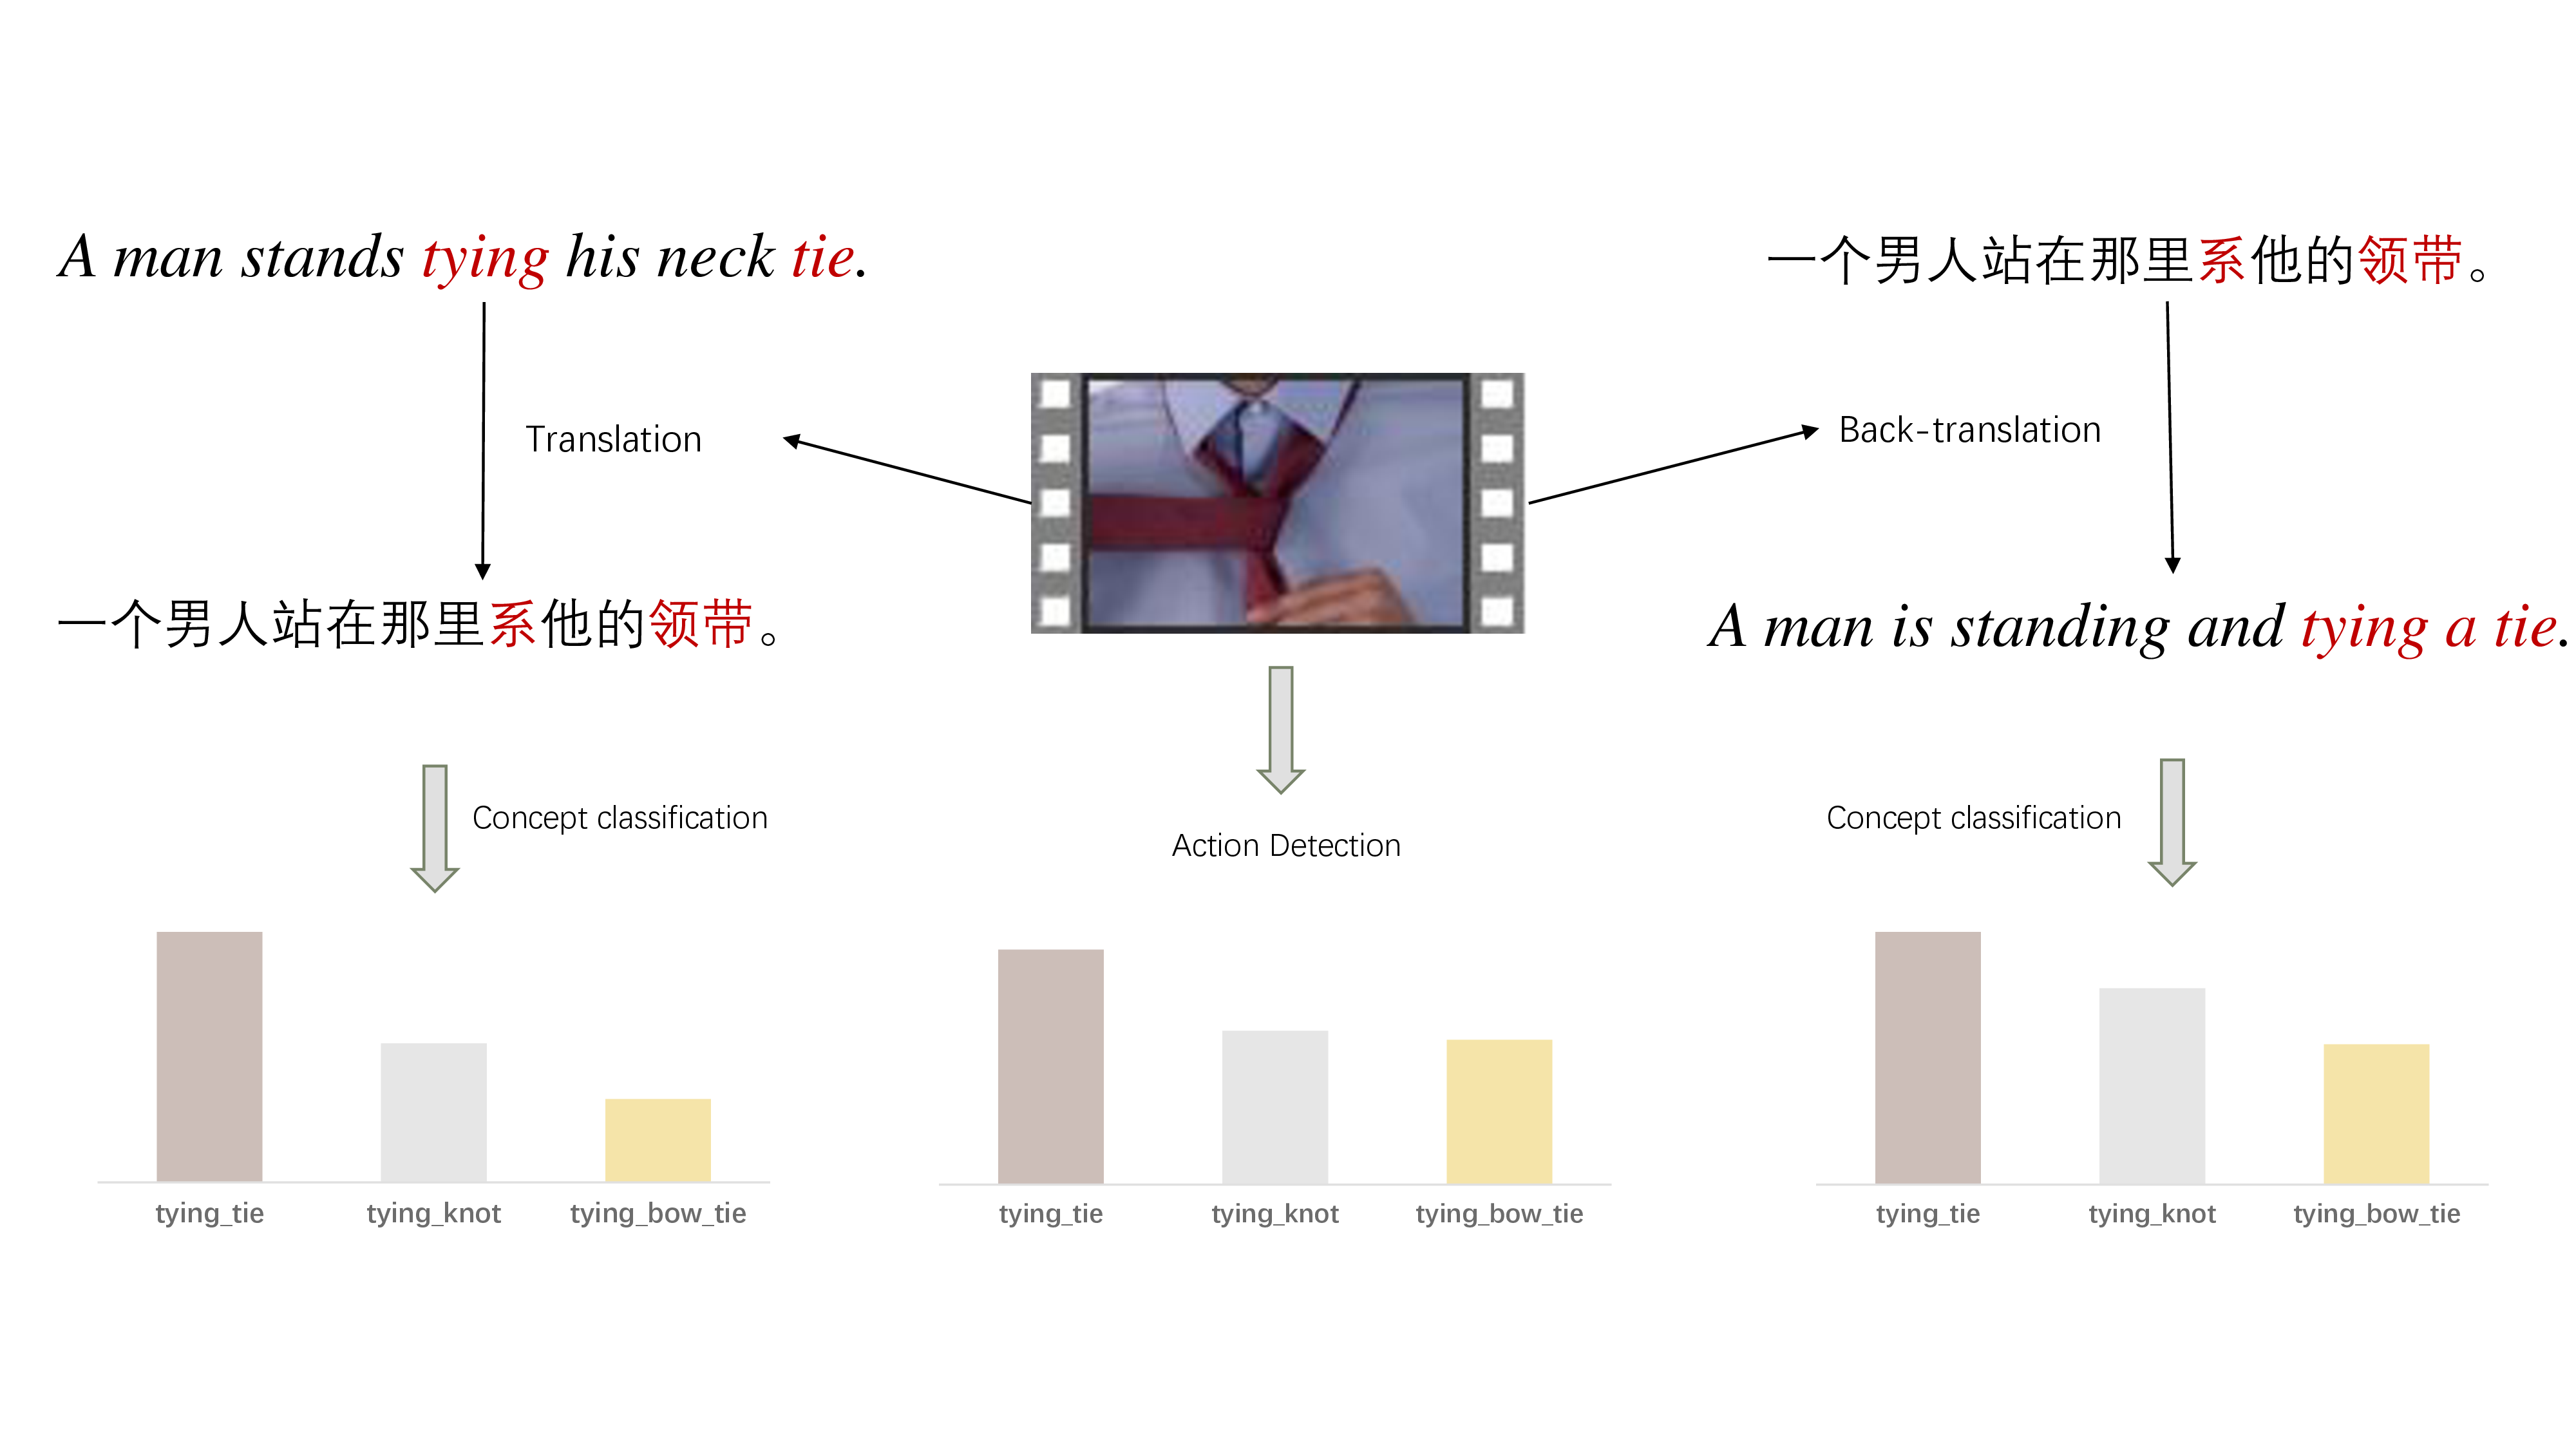 A man stands tying his neck tie.
一个男人站在那里系他的领带。
Translation
Back-translation
一个男人站在那里系他的领带。
A man is standing and tying a tie.
Concept classification
Action Detection
Concept classification
tying_tie
tying_knot
tying_bow_tie
tying_tie
tying_knot
tying_bow_tie
tying_tie
tying_knot
tying_bow_tie